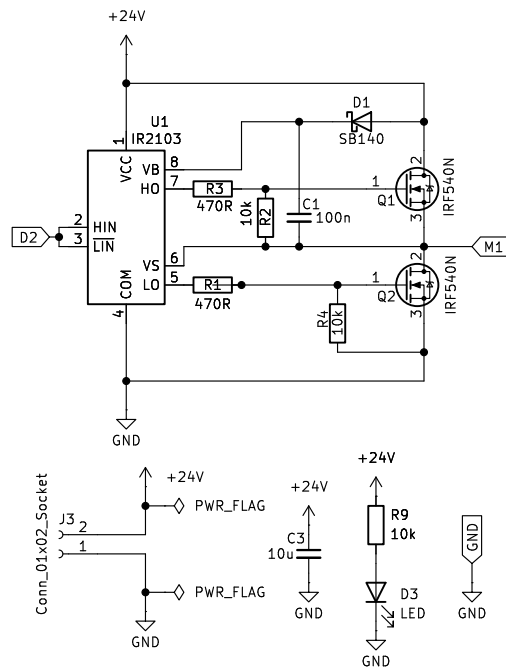 +24V
D1
SB140
U1
IR2103
1
VCC
VB
8
HO
7
R3
470R
10k
R2
C1
100n
1
2
Q1
3
IRF540N
D2
2
HIN
3
LIN
VS
6
LO
5
COM
4
R1
470R
R4
10k
1
2
Q2
3
IRF540N
M1
GND
Conn_01x02_Socket
J3
2
1
+24V
PWR_FLAG
PWR_FLAG
GND
+24V
C3
10u
GND
+24V
R9
10k
D3
LED
GND
GND
GND